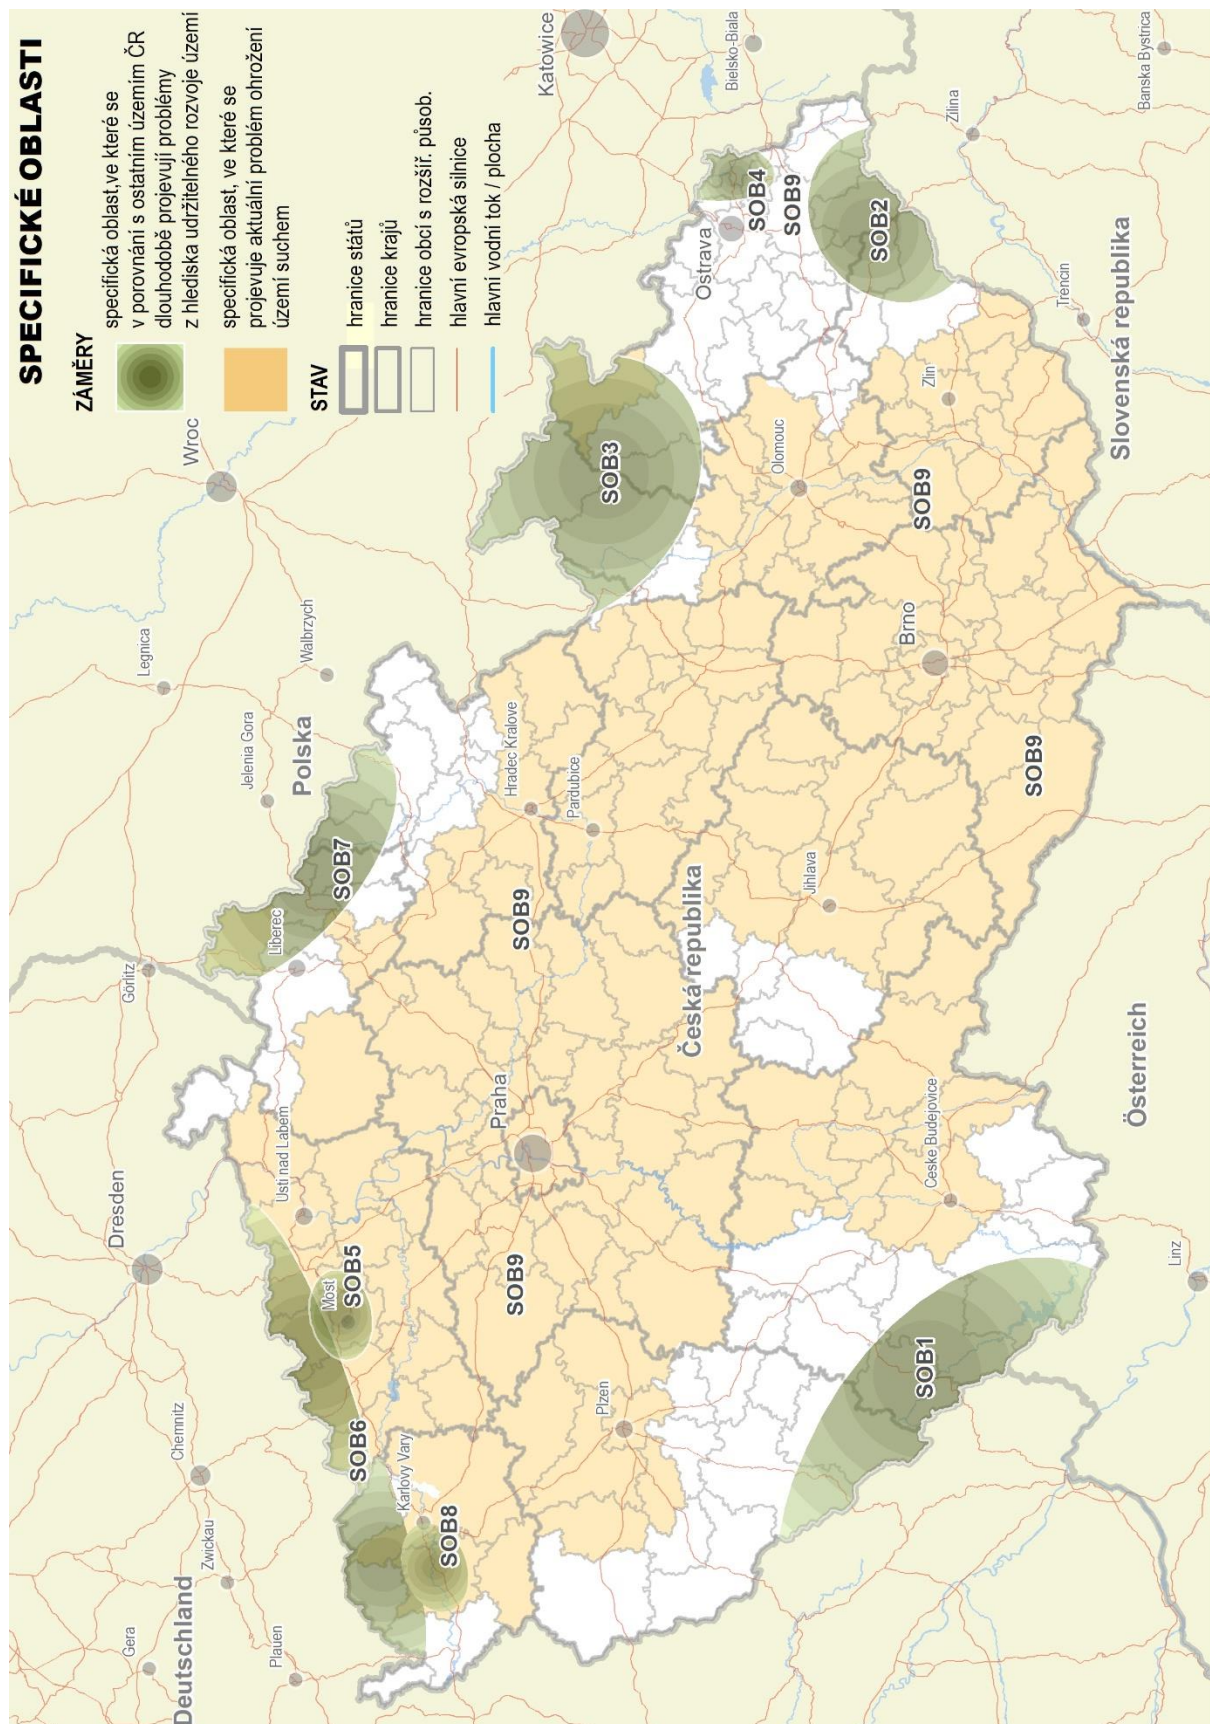 SPECIFICKÉ OBLASTI
ZÁMĚRY
specifická oblast,ve které se
v porovnání s ostatním územím ČR
dlouhodobě projevují problémy
z hlediska udržitelného rozvoje území
specifická oblast, ve které se
projevuje aktuální problém ohrožení
území suchem
STAV
hranice států
hranice krajů
hranice obcí s rozšíř. působ.
hlavní evropská silnice
hlavní vodní tok / plocha
Gera
Deutschland
Plauen
Zwickau
Chemnitz
Dresden
Görlitz
Jelenia Gora
Polska
Legnica
Walbrzych
Wroc
Katowice
Bielsko-Biala
Banska Bystrica
Zilina
SOB8
Karlovy Vary
SOB6
Most
SOB5
Usti nad Labem
Liberec
SOB7
SOB3
Ostrava
SOB4
SOB9
SOB2
Plzen
SOB9
Praha
SOB9
Hradec Kralove
Pardubice
Česká republika
Olomouc
SOB9
Zlin
Trencin
Slovenská republika
SOB1
Ceske Budejovice
Jihlava
Brno
SOB9
Linz
Österreich